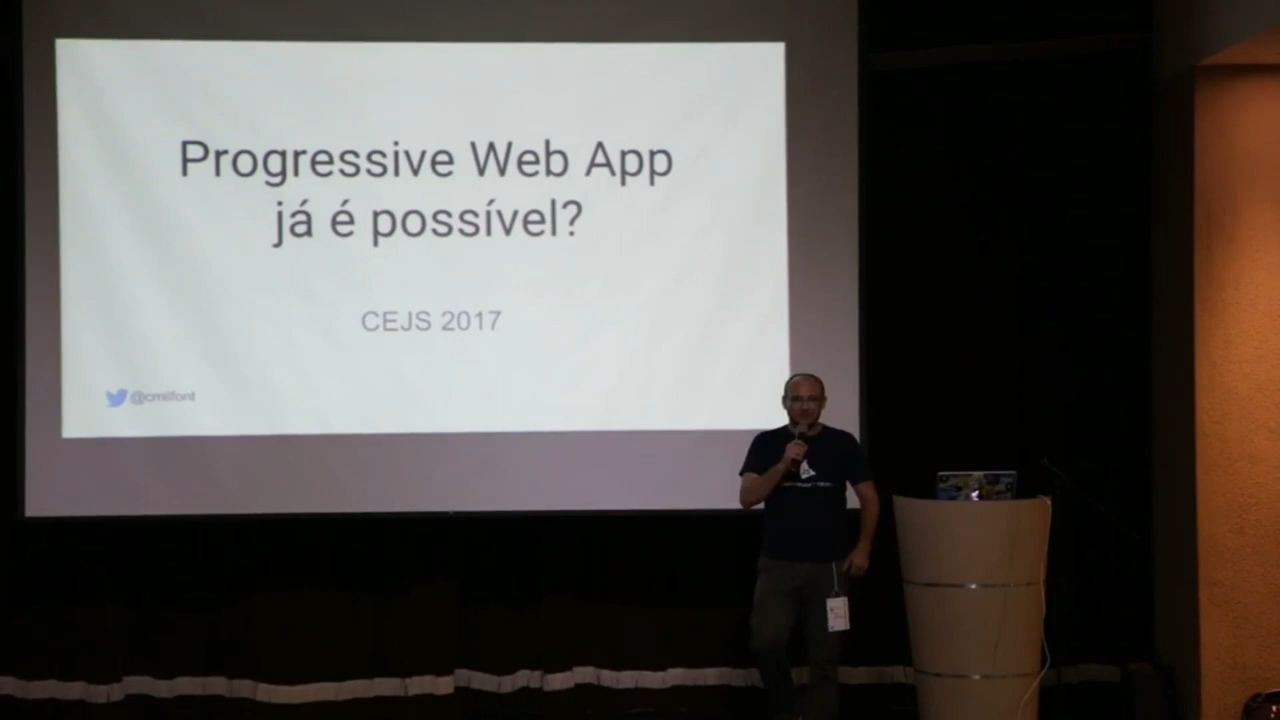 Progressive Web App
já é possível?
CEJS 2017
@cmilfont